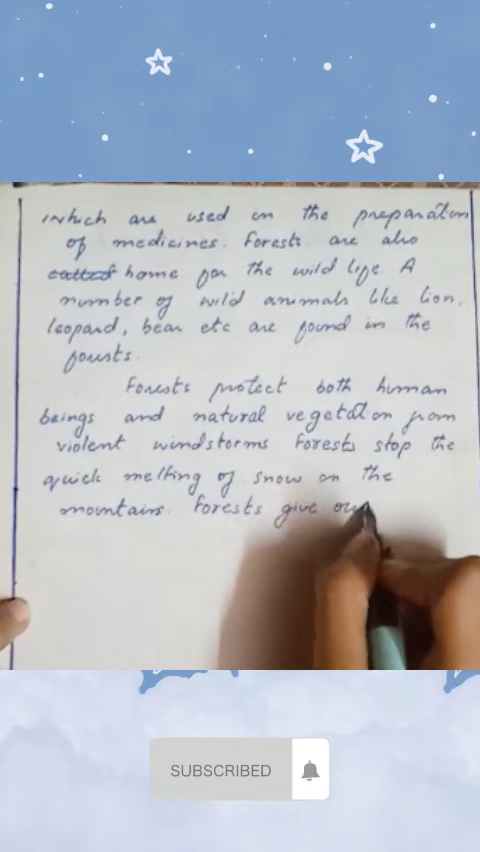 which are used in the preparation
of medicines. Forests are also
called home for the wild life A
number of wild animals like lion,
leopard, bear etc are found in the
forests.
Forests protect both human
beings and natural vegetation from
violent windstorms Forests stop the
quick melting of snow on the
mountains. Forests give
SUBSCRIBED